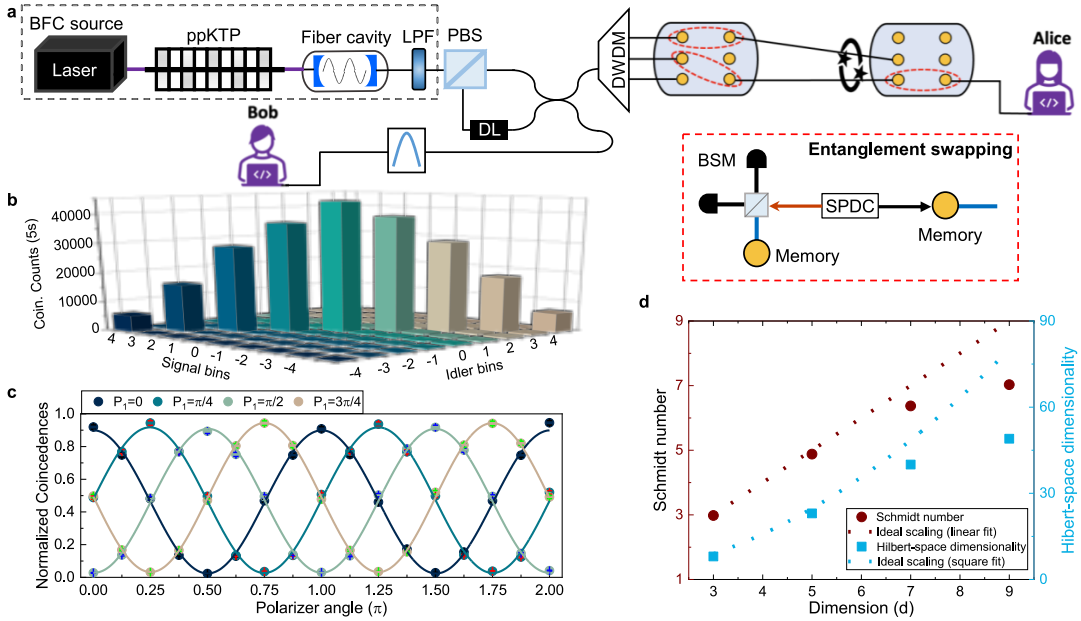 a
BFC source
Laser
ppKTP
Fiber cavity
LPF
PBS
DL
Bob
</>
DWDM
Alice
</>
Entanglement swapping
BSM
SPDC
Memory
Memory
b
Coin. Counts (5s)
40000
30000
20000
10000
0
4 3 2 1 0 -1 -2 -3 -4
Signal bins
-4 -3 -2 -1 0 1 2 3 4
Idler bins
c
P1=0 P1=π/4 P1=π/2 P1=3π/4
Normalized Coincedences
1.0
0.8
0.6
0.4
0.2
0.0
0.00 0.25 0.50 0.75 1.00 1.25 1.50 1.75 2.00
Polarizer angle (π)
d
Schmidt number
9
7
5
3
1
3 4 5 6 7 8 9
Dimension (d)
90
60
30
0
Hibert-space dimensionality
Schmidt number
Ideal scaling (linear fit)
Hilbert-space dimensionality
Ideal scaling (square fit)